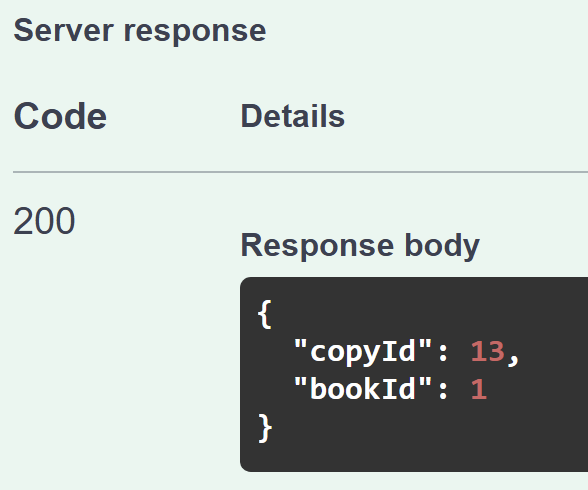 Server response
Code Details
200
Response body
{
"copyId": 13,
"bookId": 1
}